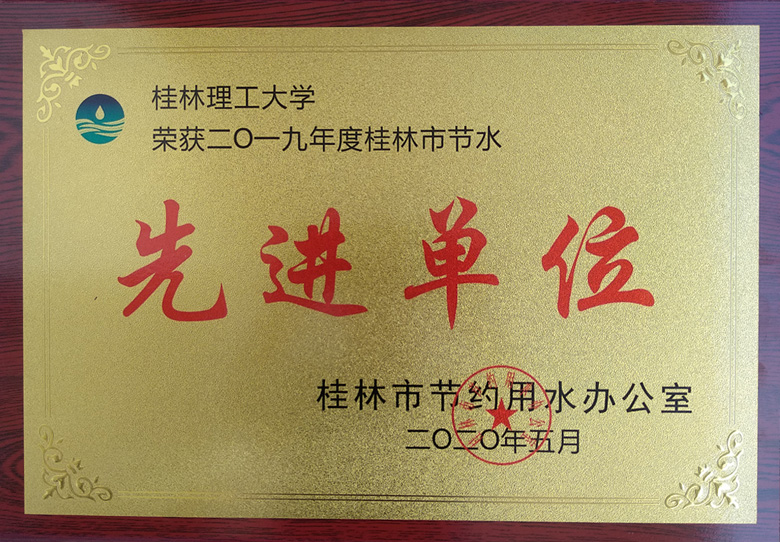 桂林理工大学
荣获二〇一九年度桂林市节水
先进单位
桂林市节约用水办公室
二〇二〇年五月